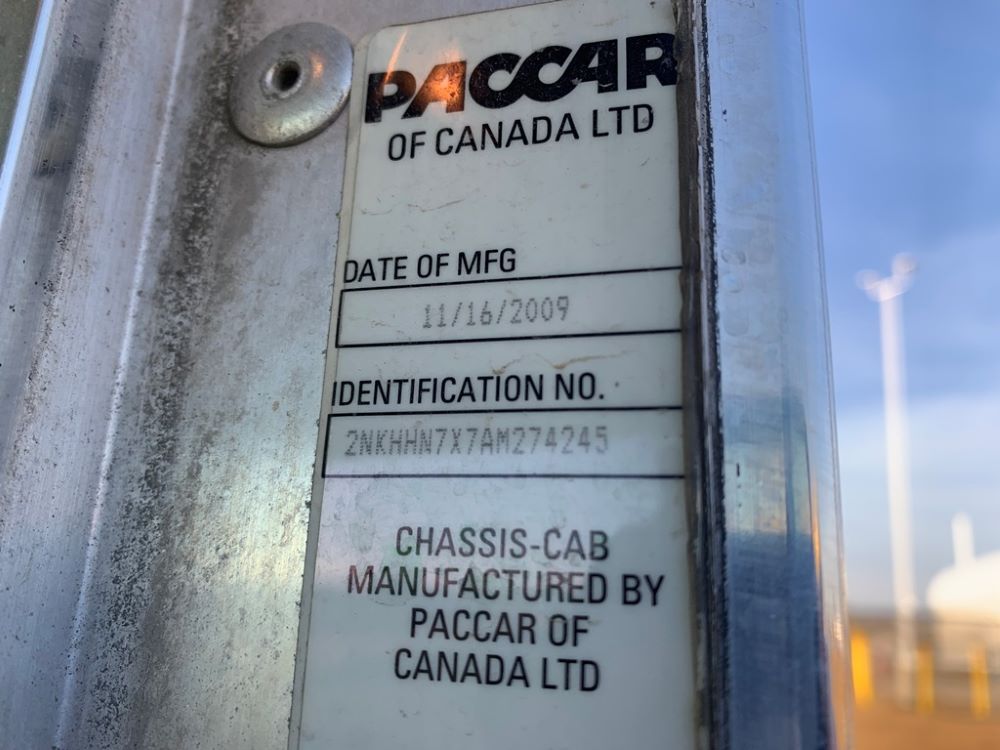 PACCAR
OF CANADA LTD
DATE OF MFG
11/16/2009
IDENTIFICATION NO.
2NKHHN7X7AM274245
CHASSIS-CAB
MANUFACTURED BY
PACCAR OF
CANADA LTD